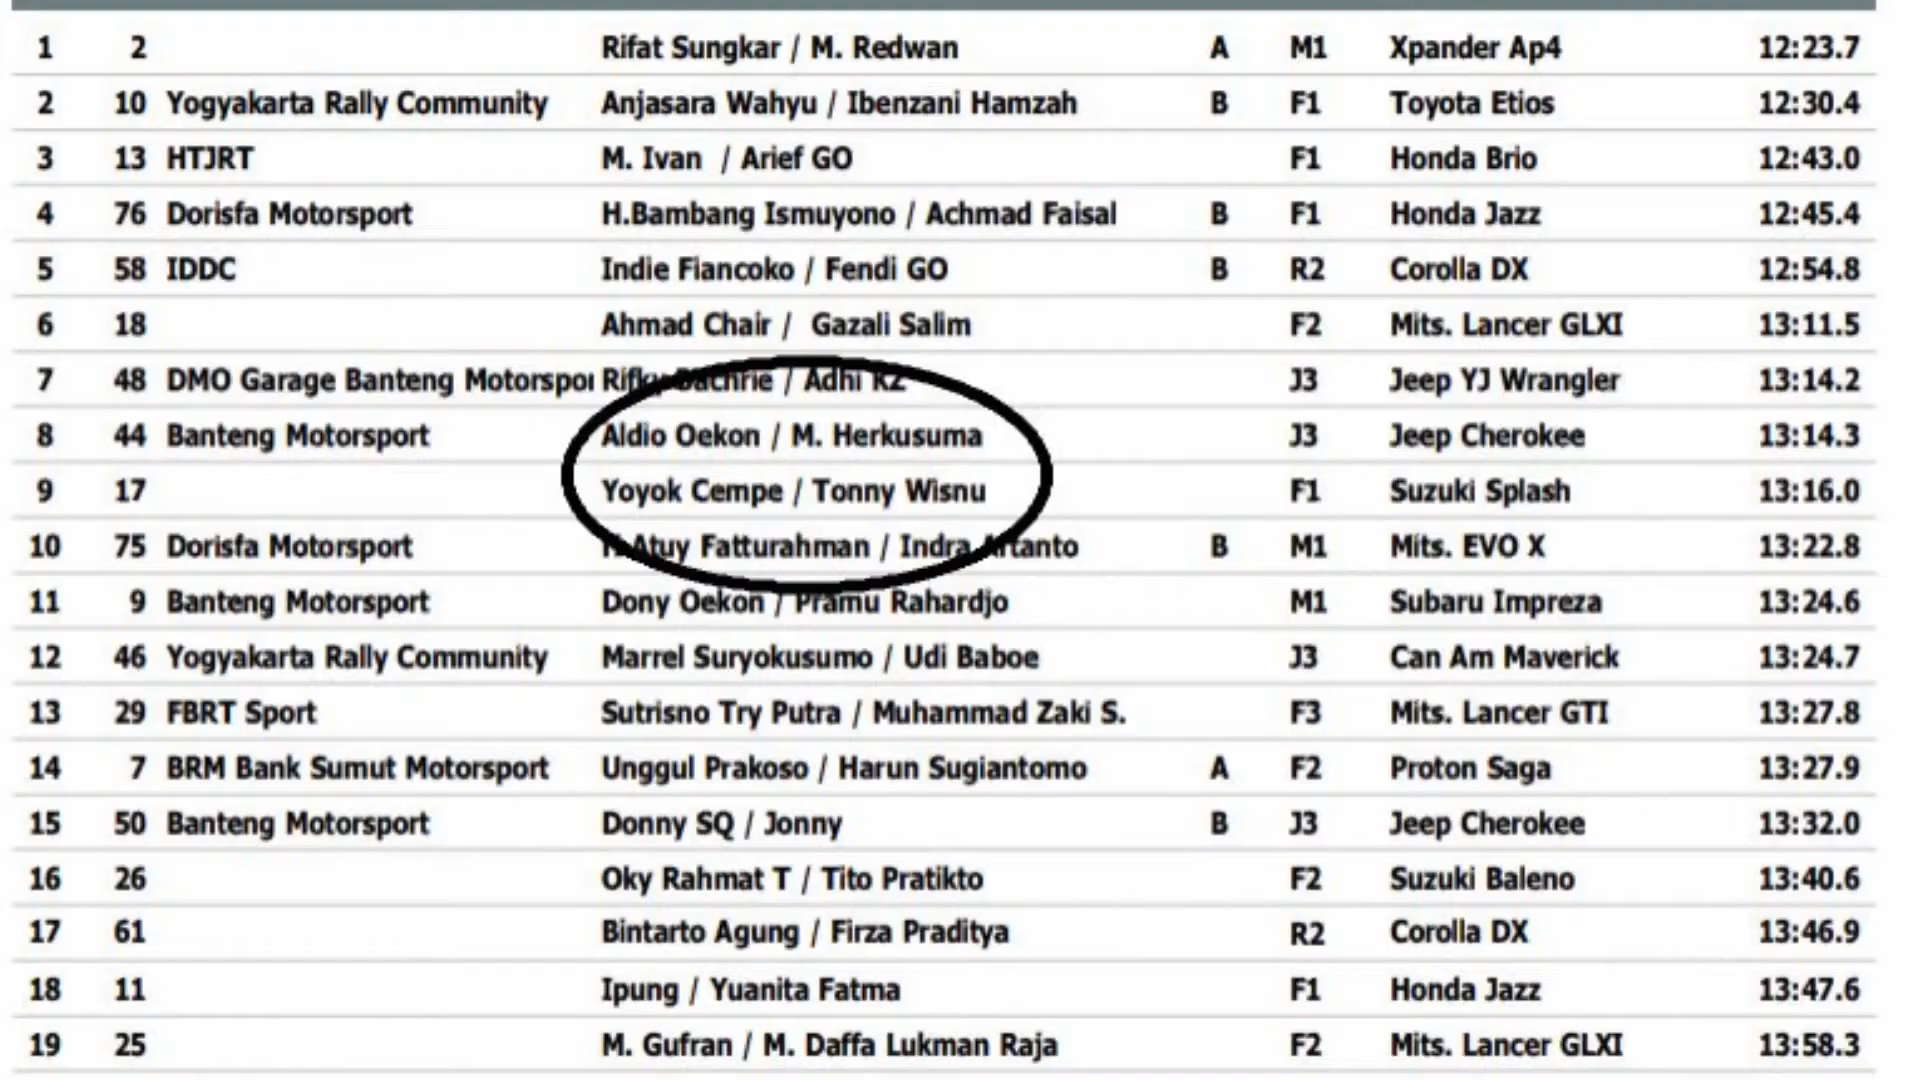 1 2 Rifat Sungkar / M. Redwan A M1 Xpander Ap4 12:23.7
2 10 Yogyakarta Rally Community Anjasara Wahyu / Ibenzani Hamzah B F1 Toyota Etios 12:30.4
3 13 HTJRT M. Ivan / Arief GO F1 Honda Brio 12:43.0
4 76 Dorisfa Motorsport H.Bambang Ismuyono / Achmad Faisal B F1 Honda Jazz 12:45.4
5 58 IDDC Indie Fiancoko / Fendi GO B R2 Corolla DX 12:54.8
6 18 Ahmad Chair / Gazali Salim F2 Mits. Lancer GLXI 13:11.5
7 48 DMO Garage Banteng Motorspor Rifky / Adhi KZ J3 Jeep YJ Wrangler 13:14.2
8 44 Banteng Motorsport Aldio Oekon / M. Herkusuma J3 Jeep Cherokee 13:14.3
9 17 Yoyok Cempe / Tonny Wisnu F1 Suzuki Splash 13:16.0
10 75 Dorisfa Motorsport H.Atuy Fatturahman / Indra B M1 Mits. EVO X 13:22.8
11 9 Banteng Motorsport Dony Oekon / Pramu Rahardjo M1 Subaru Impreza 13:24.6
12 46 Yogyakarta Rally Community Marrel Suryokusumo / Udi Baboe J3 Can Am Maverick 13:24.7
13 29 FBRT Sport Sutrisno Try Putra / Muhammad Zaki S. F3 Mits. Lancer GTI 13:27.8
14 7 BRM Bank Sumut Motorsport Unggul Prakoso / Harun Sugiantomo A F2 Proton Saga 13:27.9
15 50 Banteng Motorsport Donny SQ / Jonny B J3 Jeep Cherokee 13:32.0
16 26 Oky Rahmat T / Tito Pratikto F2 Suzuki Baleno 13:40.6
17 61 Bintarto Agung / Firza Praditya R2 Corolla DX 13:46.9
18 11 Ipung / Yuanita Fatma F1 Honda Jazz 13:47.6
19 25 M. Gufran / M. Daffa Lukman Raja F2 Mits. Lancer GLXI 13:58.3